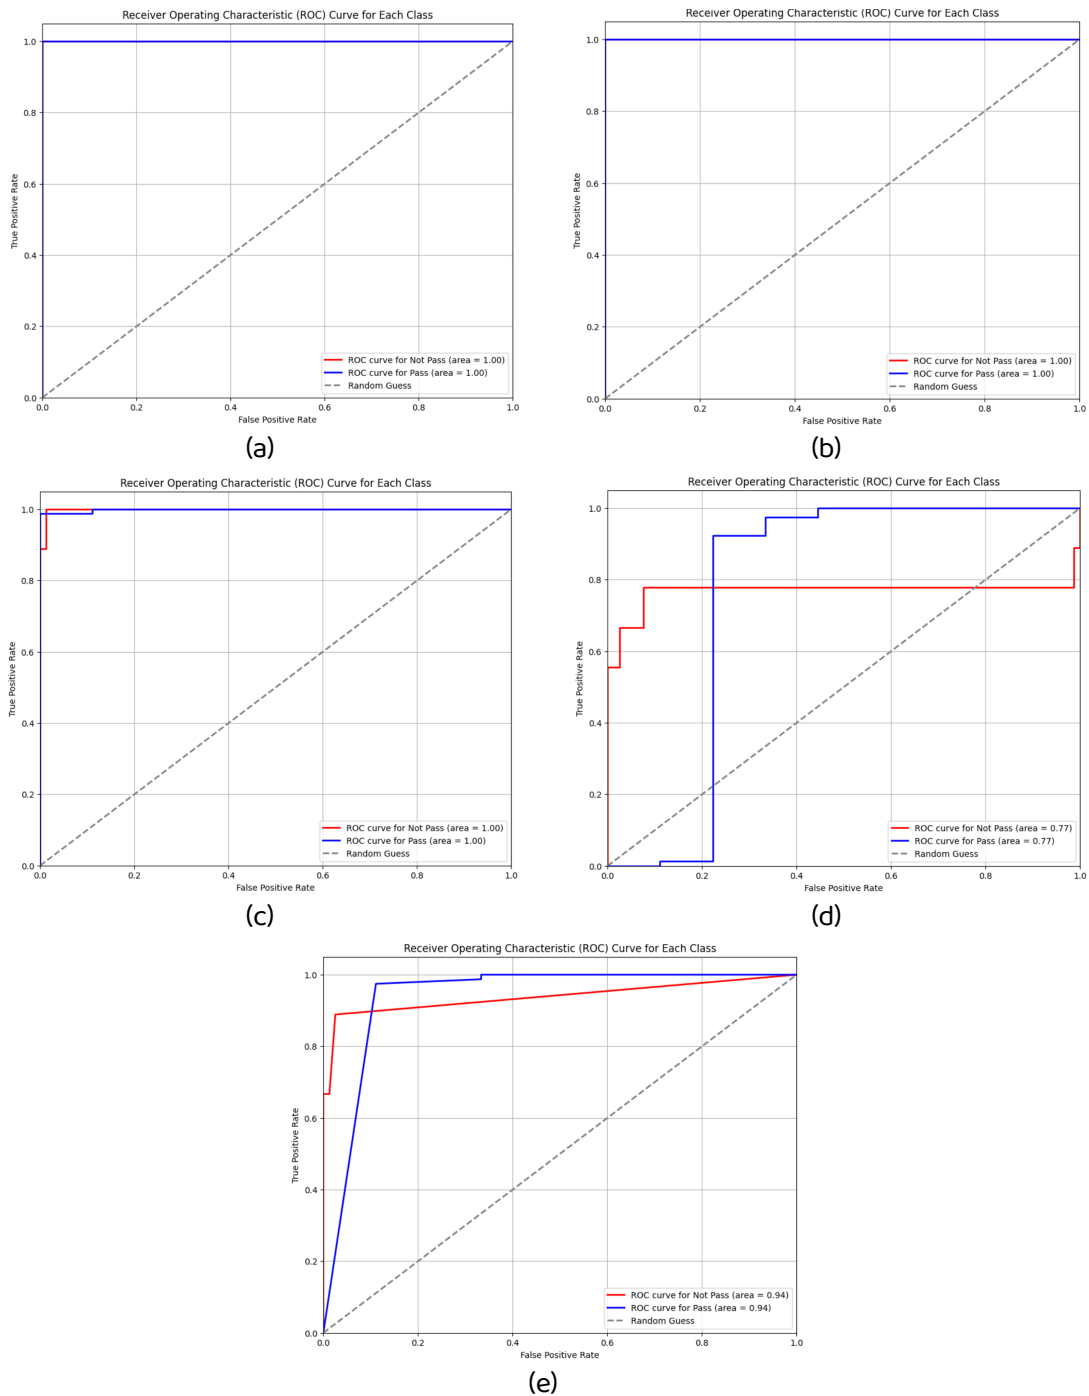 Receiver Operating Characteristic (ROC) Curve for Each Class
1.0
0.8
0.6
0.4
0.2
0.0
True Positive Rate
0.0 0.2 0.4 0.6 0.8 1.0
False Positive Rate
ROC curve for Not Pass (area = 1.00)
ROC curve for Pass (area = 1.00)
Random Guess
(a)
Receiver Operating Characteristic (ROC) Curve for Each Class
1.0
0.8
0.6
0.4
0.2
0.0
True Positive Rate
0.0 0.2 0.4 0.6 0.8 1.0
False Positive Rate
ROC curve for Not Pass (area = 1.00)
ROC curve for Pass (area = 1.00)
Random Guess
(b)
Receiver Operating Characteristic (ROC) Curve for Each Class
1.0
0.8
0.6
0.4
0.2
0.0
True Positive Rate
0.0 0.2 0.4 0.6 0.8 1.0
False Positive Rate
ROC curve for Not Pass (area = 1.00)
ROC curve for Pass (area = 1.00)
Random Guess
(c)
Receiver Operating Characteristic (ROC) Curve for Each Class
1.0
0.8
0.6
0.4
0.2
0.0
True Positive Rate
0.0 0.2 0.4 0.6 0.8 1.0
False Positive Rate
ROC curve for Not Pass (area = 0.77)
ROC curve for Pass (area = 0.77)
Random Guess
(d)
Receiver Operating Characteristic (ROC) Curve for Each Class
1.0
0.8
0.6
0.4
0.2
0.0
True Positive Rate
0.0 0.2 0.4 0.6 0.8 1.0
False Positive Rate
ROC curve for Not Pass (area = 0.94)
ROC curve for Pass (area = 0.94)
Random Guess
(e)